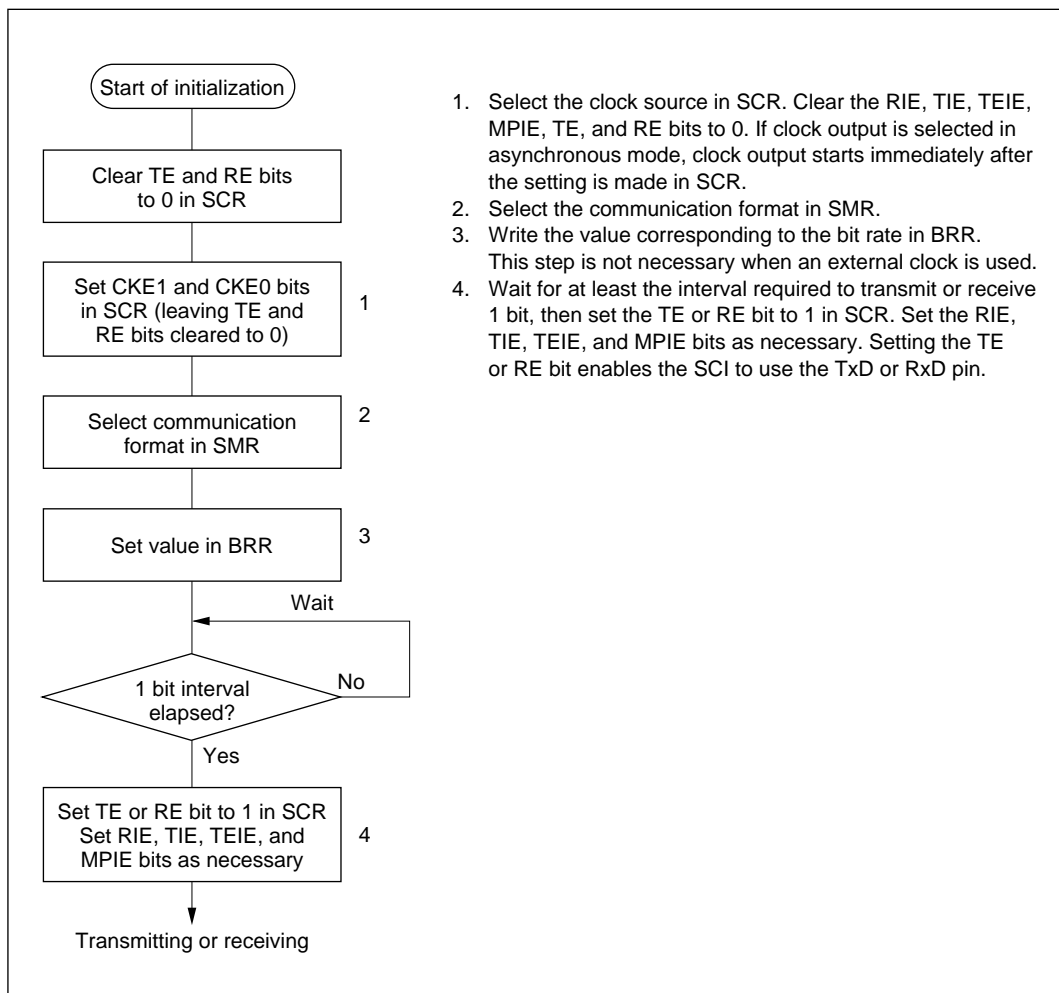 Start of initialization
Clear TE and RE bits
to 0 in SCR
Set CKE1 and CKE0 bits
in SCR (leaving TE and
RE bits cleared to 0)
1
Select communication
format in SMR
2
Set value in BRR
3
Wait
1 bit interval
elapsed?
No
Yes
Set TE or RE bit to 1 in SCR
Set RIE, TIE, TEIE, and
MPIE bits as necessary
4
Transmitting or receiving
1. Select the clock source in SCR. Clear the RIE, TIE, TEIE,
MPIE, TE, and RE bits to 0. If clock output is selected in
asynchronous mode, clock output starts immediately after
the setting is made in SCR.
2. Select the communication format in SMR.
3. Write the value corresponding to the bit rate in BRR.
This step is not necessary when an external clock is used.
4. Wait for at least the interval required to transmit or receive
1 bit, then set the TE or RE bit to 1 in SCR. Set the RIE,
TIE, TEIE, and MPIE bits as necessary. Setting the TE
or RE bit enables the SCI to use the TxD or RxD pin.